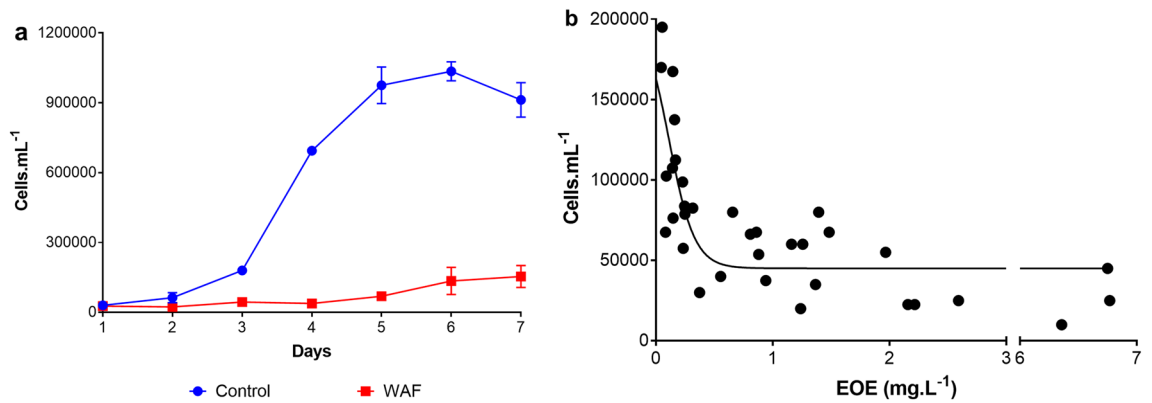 a
1200000
900000
600000
300000
0
Cells.mL-1
1 2 3 4 5 6 7
Days
Control WAF
b
200000
150000
100000
50000
0
Cells.mL-1
0 1 2 3 6 7
EOE (mg.L-1)